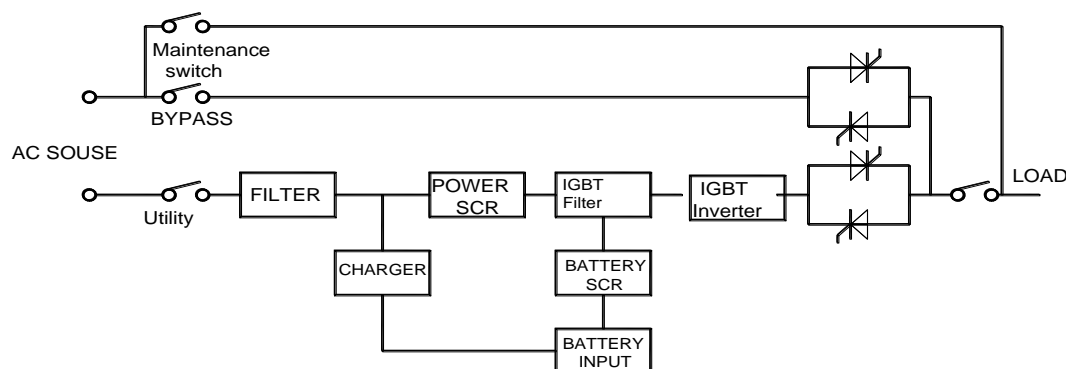 Maintenance
switch
BYPASS
AC SOUSE
LOAD
Utility
FILTER
POWER
SCR
IGBT
Filter
IGBT
Inverter
CHARGER
BATTERY
SCR
BATTERY
INPUT